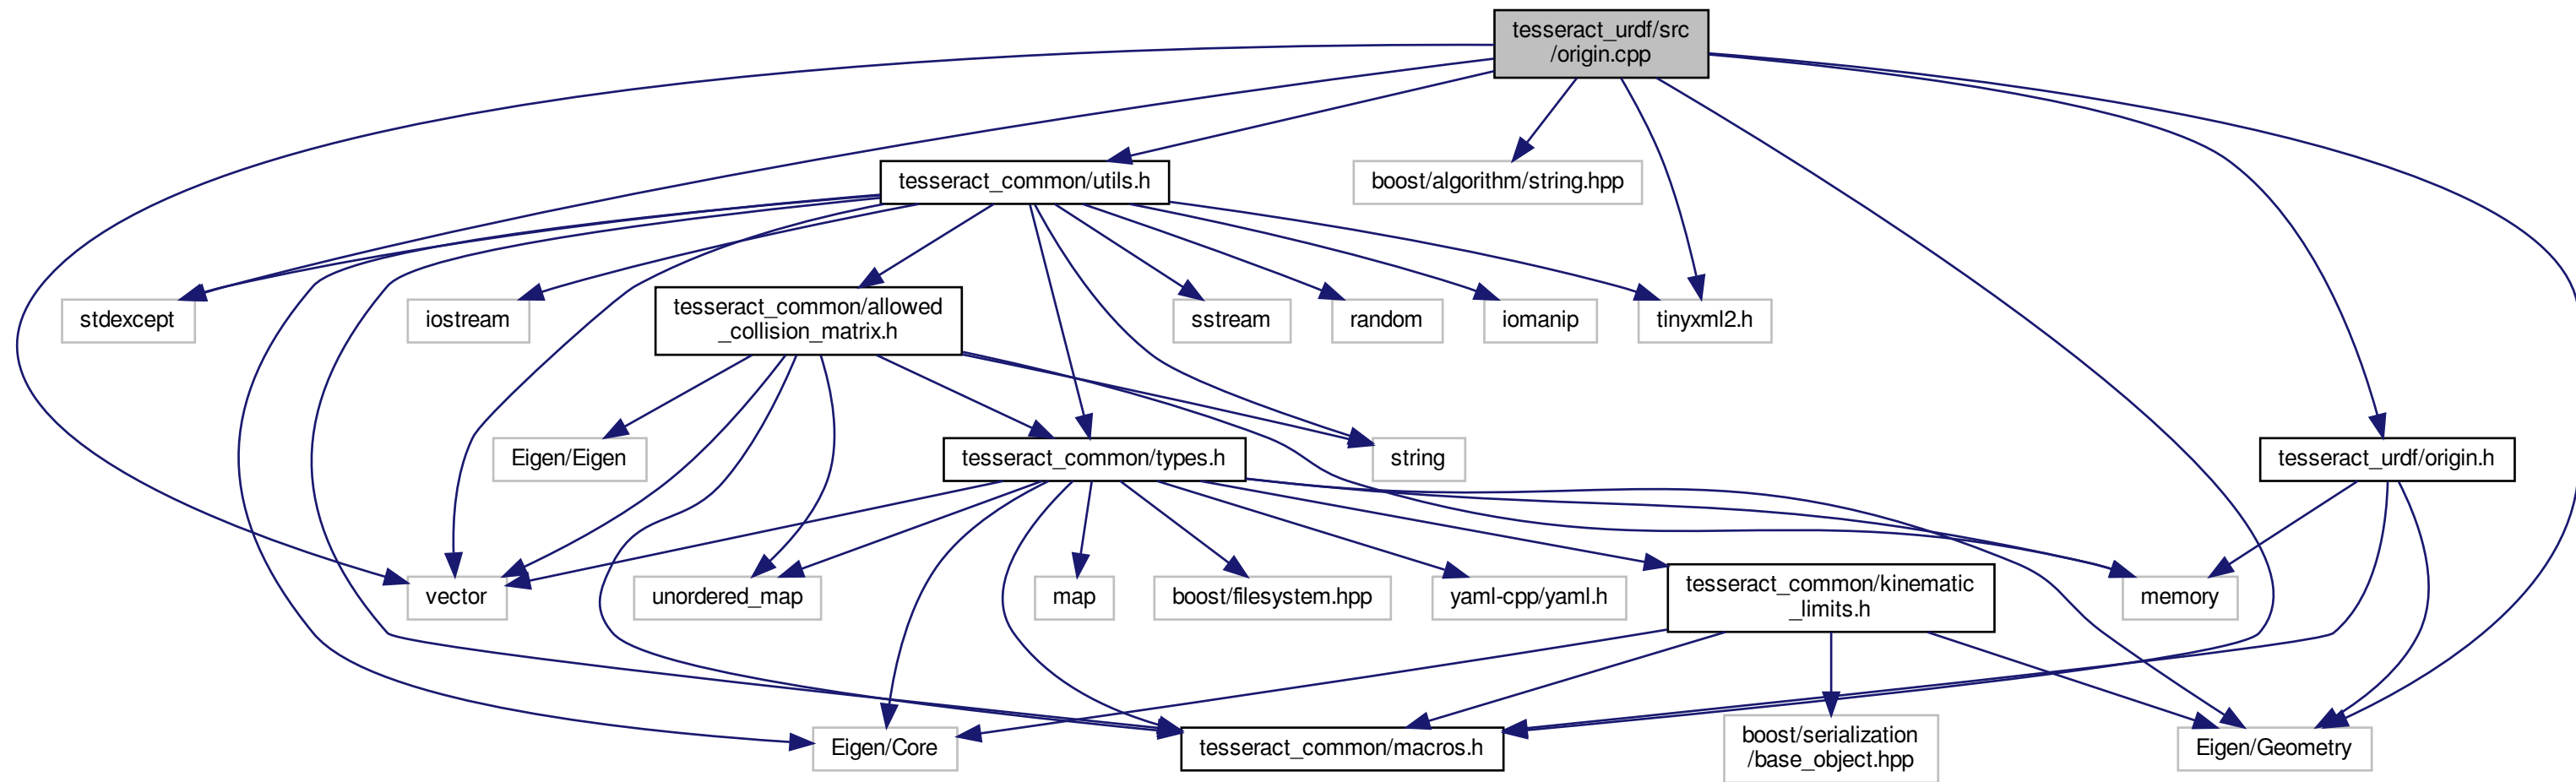 tesseract_urdf/src
/origin.cpp
tesseract_common/utils.h
boost/algorithm/string.hpp
stdexcept
iostream
tesseract_common/allowed
_collision_matrix.h
sstream
random
iomanip
tinyxml2.h
Eigen/Eigen
tesseract_common/types.h
string
tesseract_urdf/origin.h
vector
unordered_map
map
boost/filesystem.hpp
yaml-cpp/yaml.h
tesseract_common/kinematic
_limits.h
memory
Eigen/Core
tesseract_common/macros.h
boost/serialization
/base_object.hpp
Eigen/Geometry